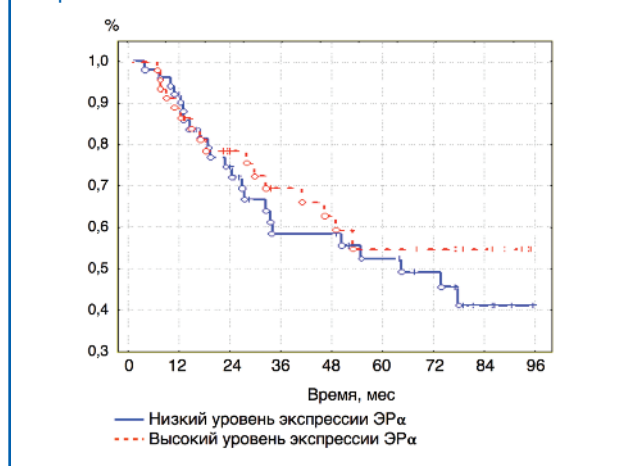 %
1,0
0,9
0,8
0,7
0,6
0,5
0,4
0,3
0 12 24 36 48 60 72 84 96
Время, мес
Низкий уровень экспрессии ЭРα
Высокий уровень экспрессии ЭРα